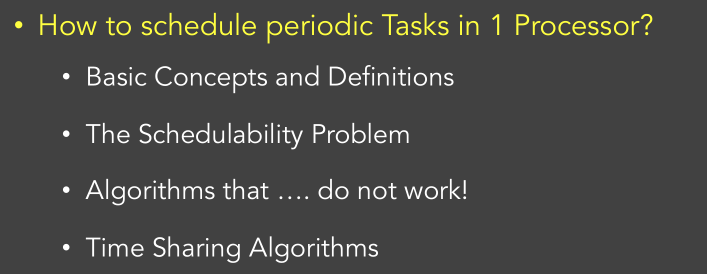 • How to schedule periodic Tasks in 1 Processor?
• Basic Concepts and Definitions
• The Schedulability Problem
• Algorithms that .... do not work!
• Time Sharing Algorithms